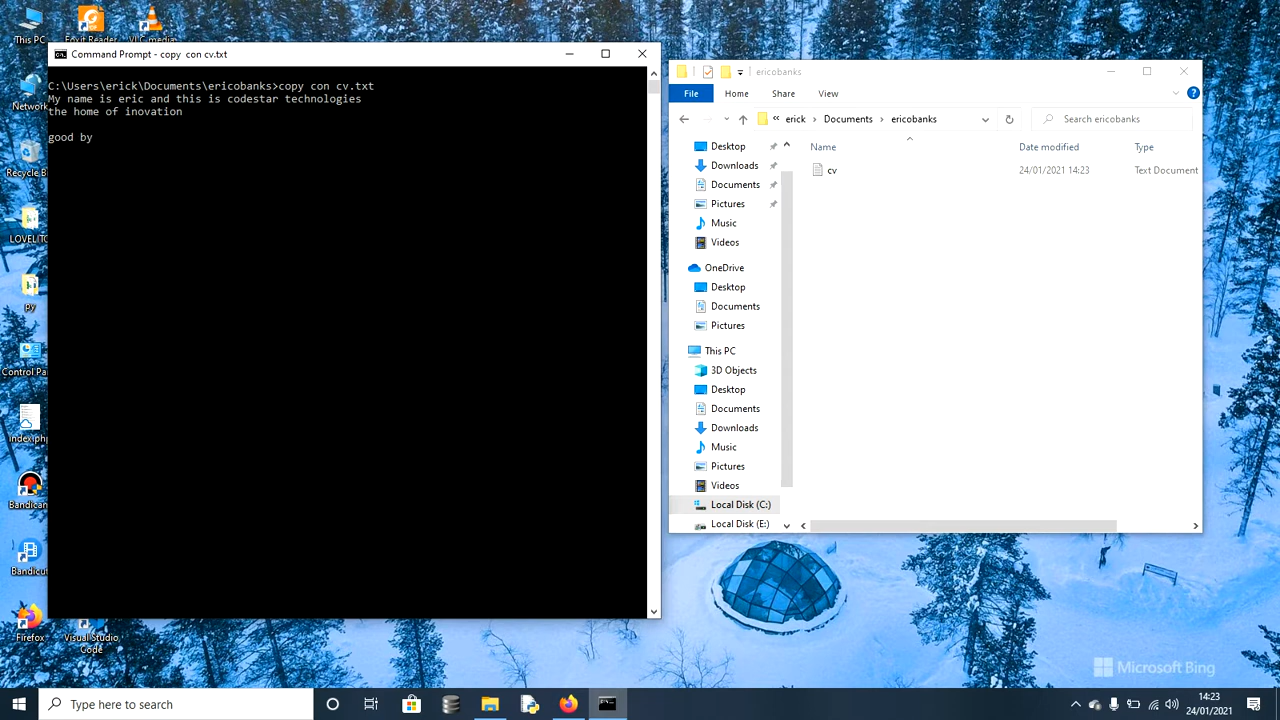 This PC
Foxit Reader
VLC media
Network
Recycle Bi
LOVELITO
py
Control Pa
index.php
Bandican
Bandicut
Firefox
Visual Studio
Code
Command Prompt - copy  con cv.txt
C:\Users\erick\Documents\ericobanks>copy con cv.txt
My name is eric and this is codestar technologies
the home of inovation
good by
ericobanks
File Home Share View
erick > Documents > ericobanks
Search ericobanks
Name Date modified Type
cv 24/01/2021 14:23 Text Document
Desktop
Downloads
Documents
Pictures
Music
Videos
OneDrive
Desktop
Documents
Pictures
This PC
3D Objects
Desktop
Documents
Downloads
Music
Pictures
Videos
Local Disk (C:)
Local Disk (E:)
Microsoft Bing
Type here to search
14:23
24/01/2021